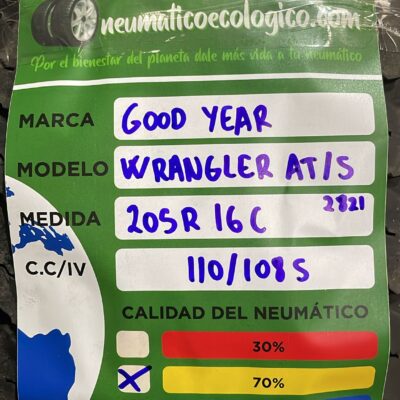 neumaticoecologico.com
Por el bienestar del planeta dale más vida a tu neumático
MARCA GOOD YEAR
MODELO WRANGLER AT/S
MEDIDA 205R 16C 2821
C.C/IV 110/108S
CALIDAD DEL NEUMÁTICO
30%
70%